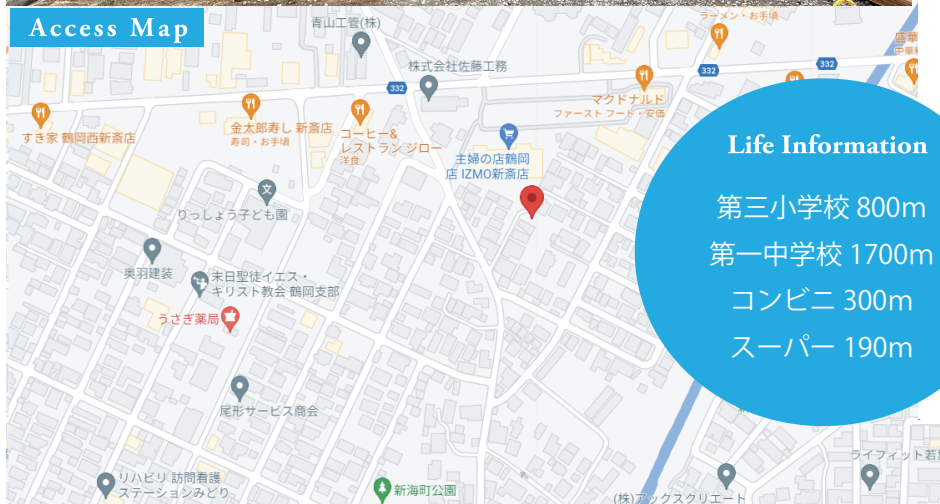 Access Map
青山工管(株)
ラーメン・お手頃
株式会社佐藤工務
332
332
332
中華料
マクドナルド
ファースト フード・安価
すき家 鶴岡西新斎店
金太郎寿し 新斎店
寿司・お手頃
コーヒー&
レストラン ジロー
洋食
主婦の店鶴岡
店 IZMO新斎店
りっしょう子ども園
奥羽建装
末日聖徒イエス・
キリスト教会 鶴岡支部
うさぎ薬局
尾形サービス商会
リハビリ 訪問看護
ステーションみどり
新海町公園
(株)アックスクリエート
ライフィット若
Life Information
第三小学校 800m
第一中学校 1700m
コンビニ 300m
スーパー 190m